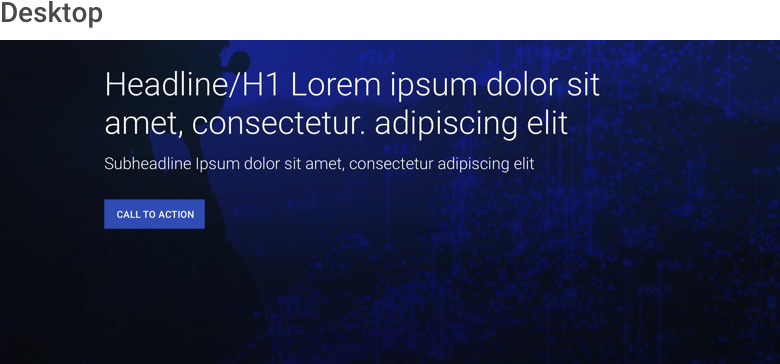 Desktop
Headline/H1 Lorem ipsum dolor sit
amet, consectetur. adipiscing elit
Subheadline Ipsum dolor sit amet, consectetur adipiscing elit
CALL TO ACTION